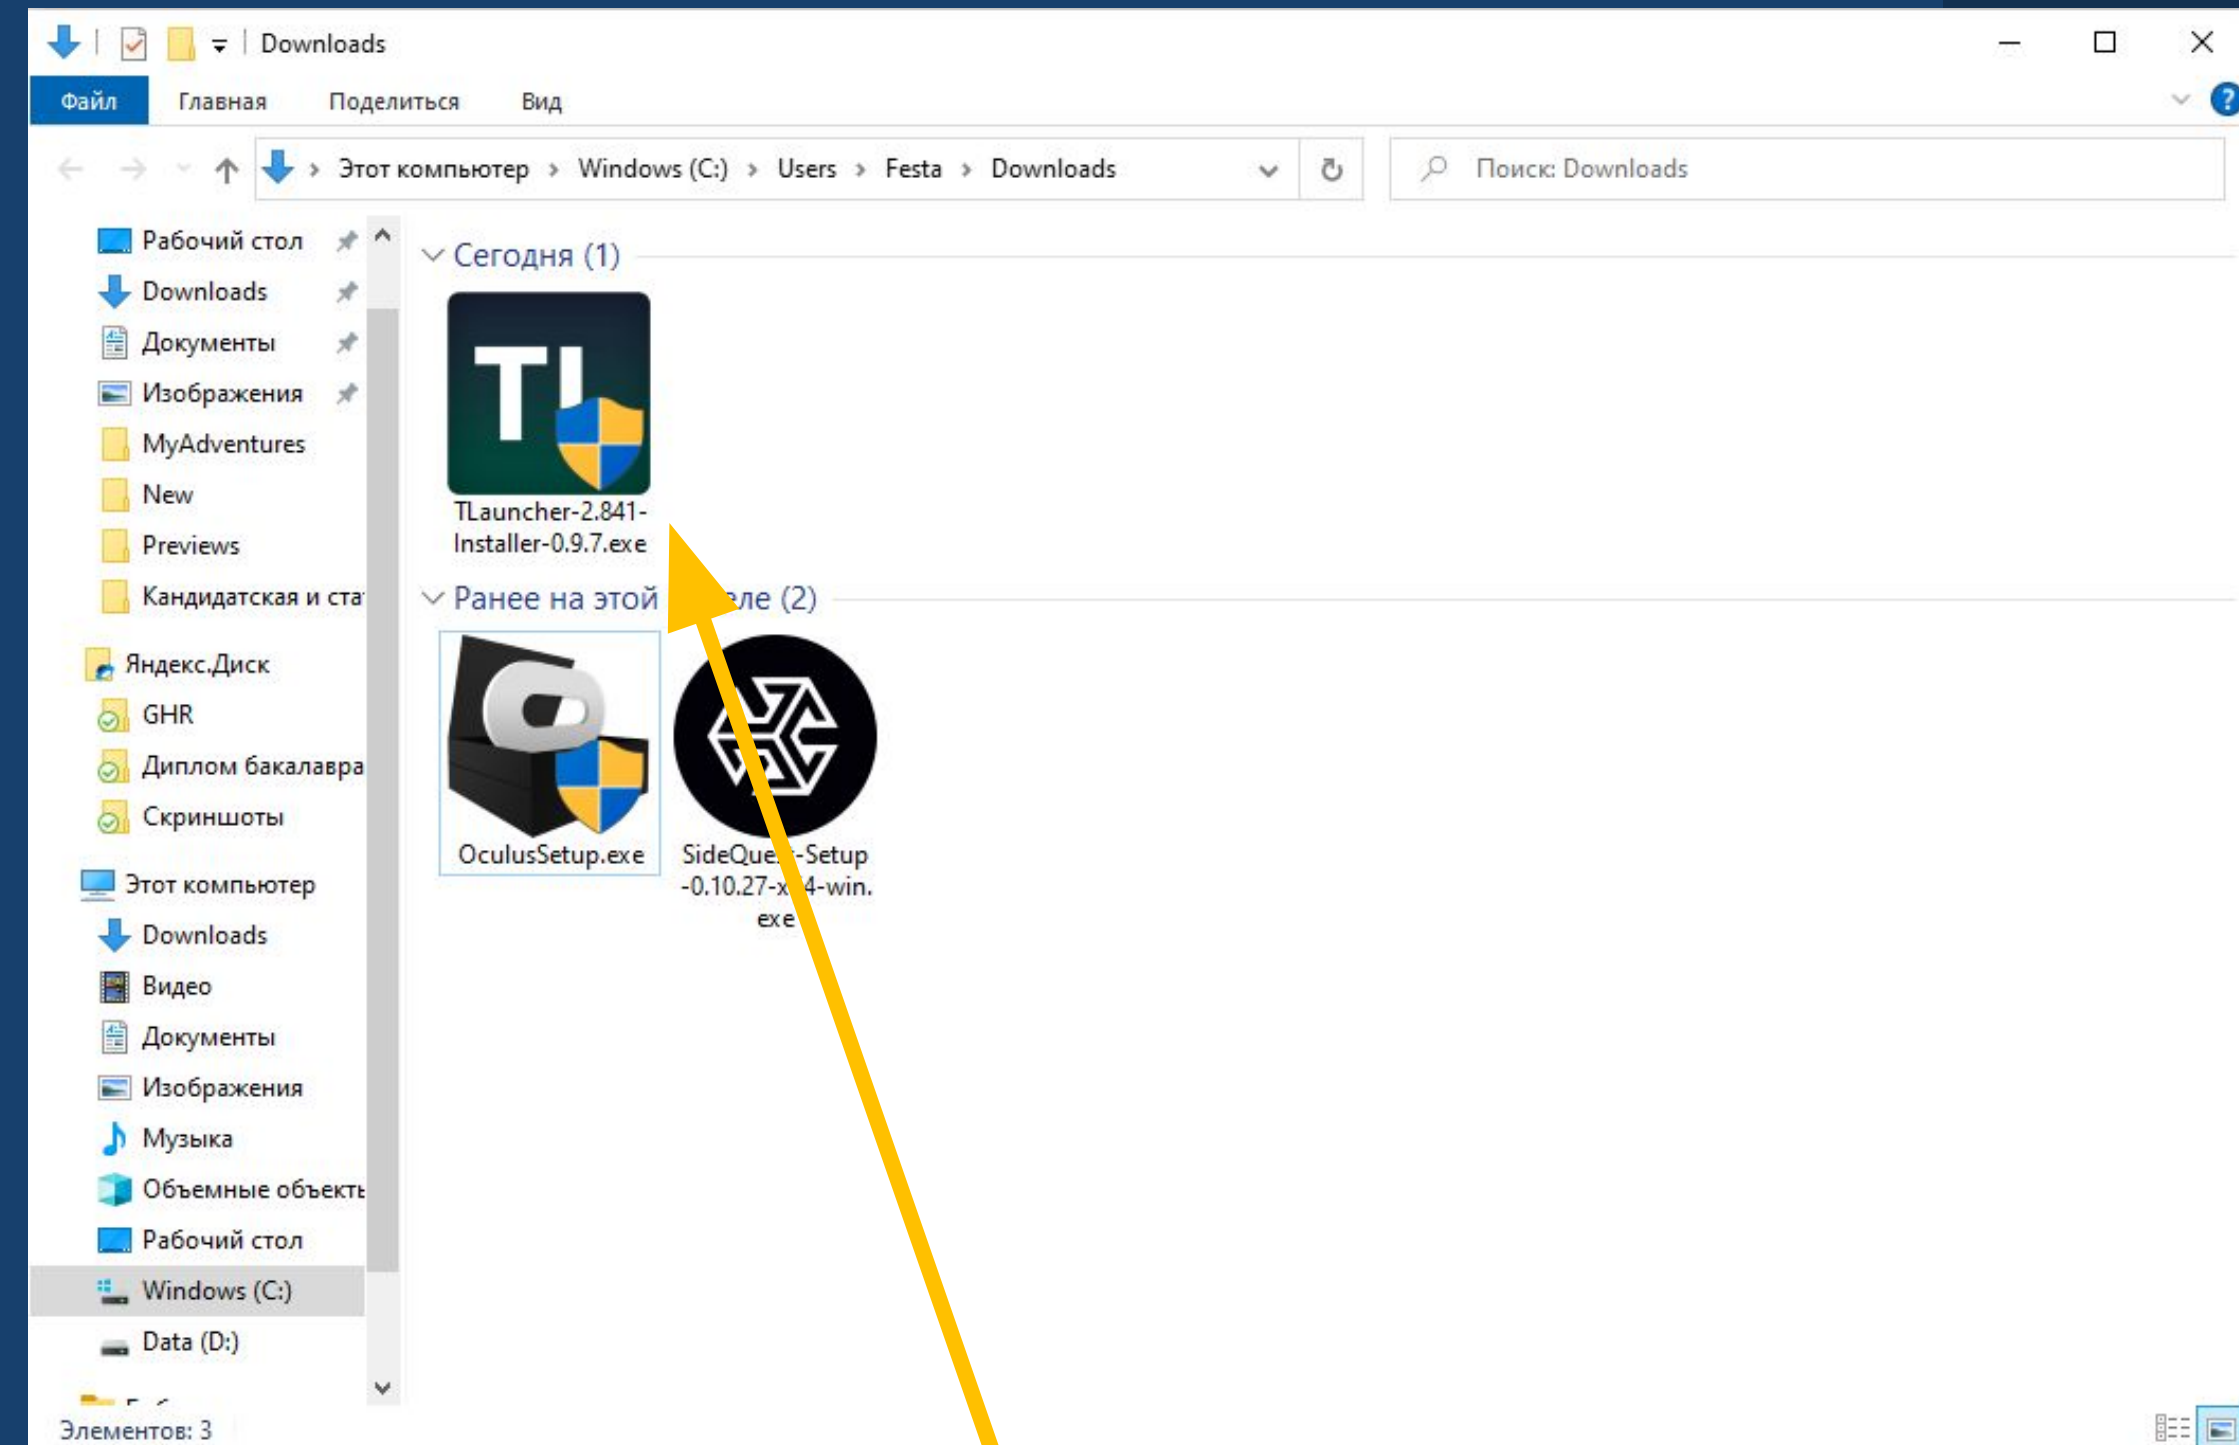 Downloads
Файл Главная Поделиться Вид
Этот компьютер > Windows (C:) > Users > Festa > Downloads
Поиск: Downloads
Рабочий стол
Downloads
Документы
Изображения
MyAdventures
New
Previews
Кандидатская и ста
Яндекс.Диск
GHR
Диплом бакалавра
Скриншоты
Этот компьютер
Downloads
Видео
Документы
Изображения
Музыка
Объемные объекты
Рабочий стол
Windows (C:)
Data (D:)
Сегодня (1)
TL
TLauncher-2.841-
Installer-0.9.7.exe
Ранее на этой
(2)
OculusSetup.exe
-Setup
-0.10.27-
-win.
exe
Элементов: 3